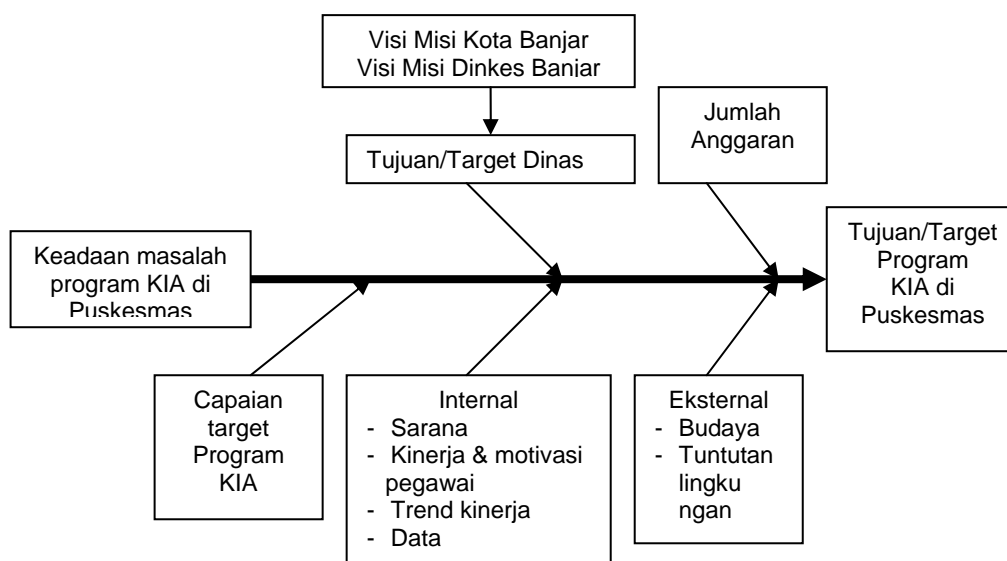 Visi Misi Kota Banjar
Visi Misi Dinkes Banjar
Jumlah
Anggaran
Tujuan/Target Dinas
Keadaan masalah
program KIA di
Puskesmas
Tujuan/Target
Program
KIA di
Puskesmas
Capaian
target
Program
KIA
Internal
- Sarana
- Kinerja & motivasi
pegawai
- Trend kinerja
- Data
Eksternal
- Budaya
- Tuntutan
lingku
ngan